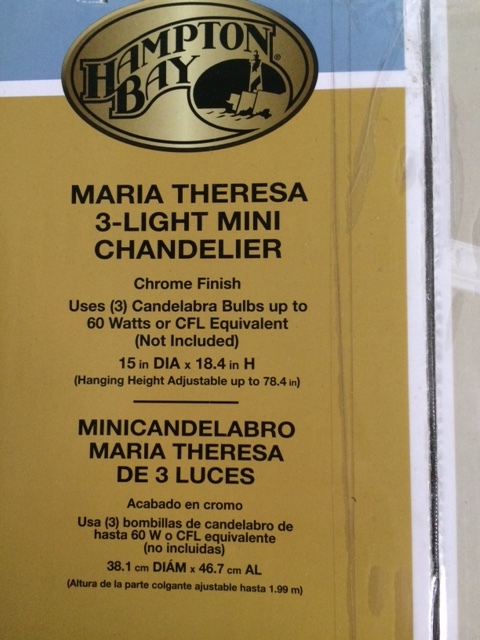 HAMPTON
BAY
®
MARIA THERESA
3-LIGHT MINI
CHANDELIER
Chrome Finish
Uses (3) Candelabra Bulbs up to
60 Watts or CFL Equivalent
(Not Included)
15 in DIA x 18.4 in H
(Hanging Height Adjustable up to 78.4 in)
MINICANDELABRO
MARIA THERESA
DE 3 LUCES
Acabado en cromo
Usa (3) bombillas de candelabro de
hasta 60 W o CFL equivalente
(no incluidas)
38.1 cm DIÁM x 46.7 cm AL
(Altura de la parte colgante ajustable hasta 1.99 m)